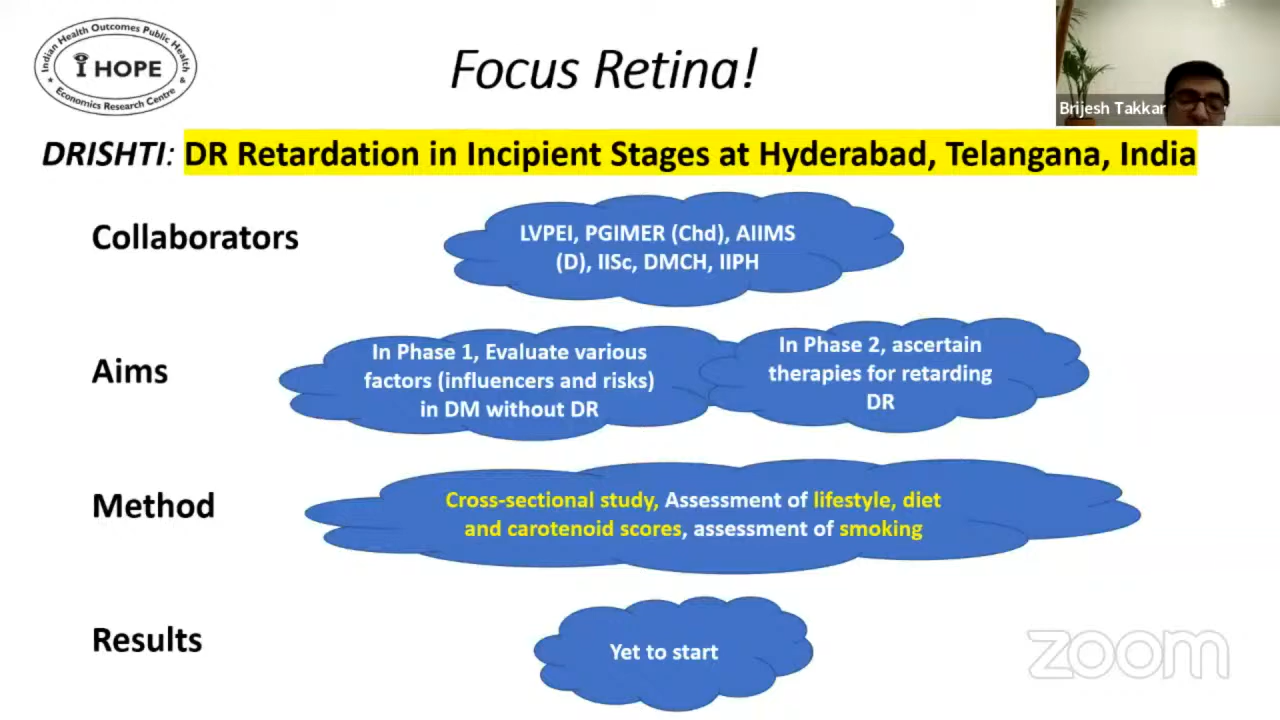 Indian Health Outcomes Public Health &
I HOPE
Economics Research Centre
Focus Retina!
Brijesh Takkar
DRISHTI: DR Retardation in Incipient Stages at Hyderabad, Telangana, India
Collaborators
LVPEI, PGIMER (Chd), AIIMS
(D), IISc, DMCH, IIPH
Aims
In Phase 1, Evaluate various
factors (influencers and risks)
in DM without DR
In Phase 2, ascertain
therapies for retarding
DR
Method
Cross-sectional study, Assessment of lifestyle, diet
and carotenoid scores, assessment of smoking
Results
Yet to start
zoom